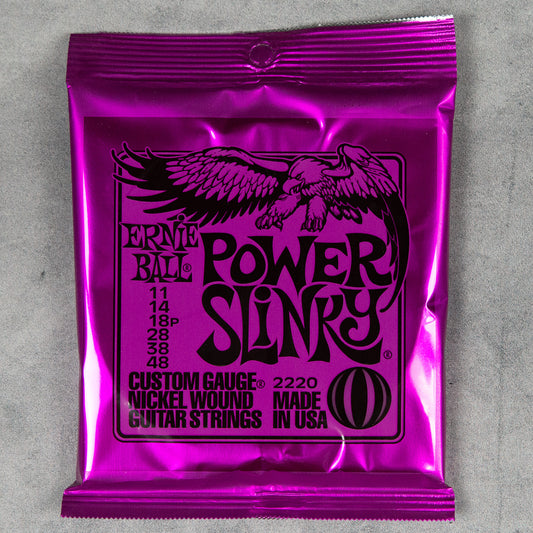 ERNIE
BALL®
POWER
SLINKY®
11
14
18P
28
38
48
CUSTOM GAUGE® 2220
NICKEL WOUND MADE
GUITAR STRINGS IN USA